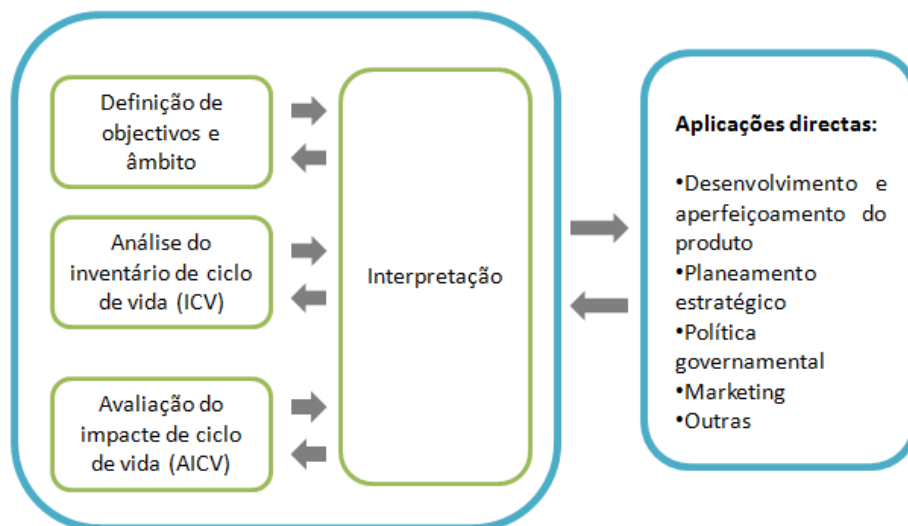 Definição de
objectivos e
âmbito
Análise do
inventário de ciclo
de vida (ICV)
Avaliação do
impacte de ciclo
de vida (AICV)
Interpretação
Aplicações directas:
•Desenvolvimento e
aperfeiçoamento do
produto
•Planeamento
estratégico
•Política
governamental
•Marketing
•Outras